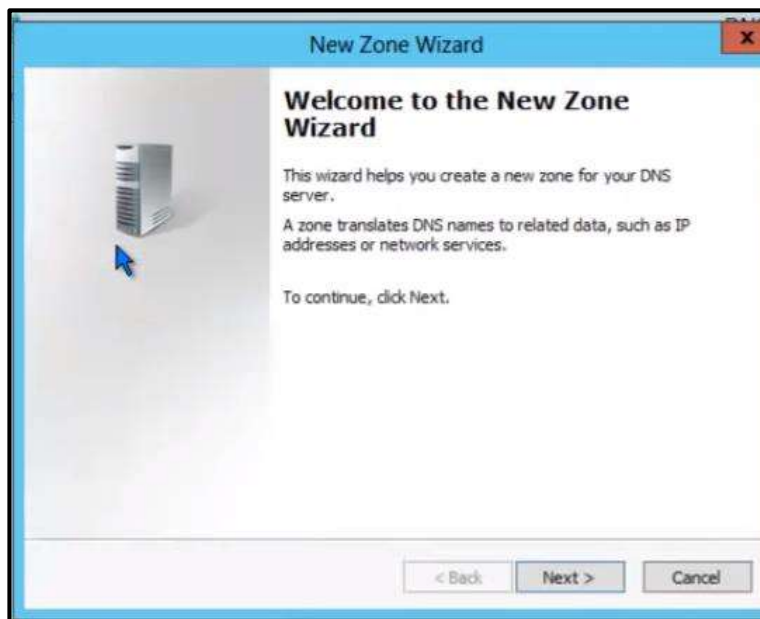 New Zone Wizard
x
Welcome to the New Zone
Wizard
This wizard helps you create a new zone for your DNS
server.
A zone translates DNS names to related data, such as IP
addresses or network services.
To continue, click Next.
< Back Next > Cancel